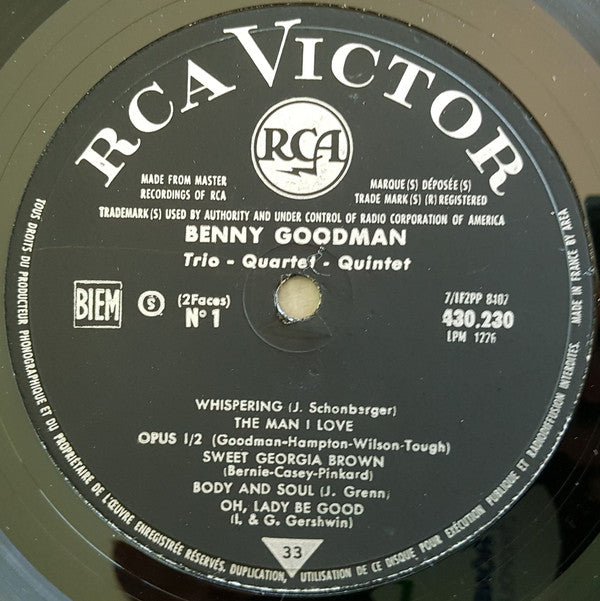 RCA VICTOR
RCA
MADE FROM MASTER
RECORDINGS OF RCA
MARQUE(S) DÉPOSÉE(S)
TRADE MARK(S) (R) REGISTERED
TRADEMARK(S) USED BY AUTHORITY AND UNDER CONTROL OF RADIO CORPORATION OF AMERICA
BENNY GOODMAN
Trio - Quartet - Quintet
BIEM
S
(2Faces)
N° 1
7/1F2PP 8407
430.230
LPM 1226
WHISPERING (J. Schonberger)
THE MAN I LOVE
OPUS 1/2 (Goodman-Hampton-Wilson-Tough)
SWEET GEORGIA BROWN
(Bernie-Casey-Pinkard)
BODY AND SOUL (J. Grenn)
OH, LADY BE GOOD
(I. & G. Gershwin)
33
TOUS DROITS DU PRODUCTEUR PHONOGRAPHIQUE ET DU PROPRIÉTAIRE DE L'ŒUVRE ENREGISTRÉE RÉSERVÉS. DUPLICATION, UTILISATION DE CE DISQUE POUR EXÉCUTION PUBLIQUE ET RADIODIFFUSION INTERDITES. MADE IN FRANCE BY AREA